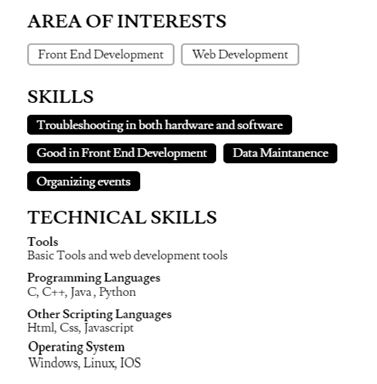 AREA OF INTERESTS
Front End Development Web Development
SKILLS
Troubleshooting in both hardware and software
Good in Front End Development Data Maintanence
Organizing events
TECHNICAL SKILLS
Tools
Basic Tools and web development tools
Programming Languages
C, C++, Java , Python
Other Scripting Languages
Html, Css, Javascript
Operating System
Windows, Linux, IOS